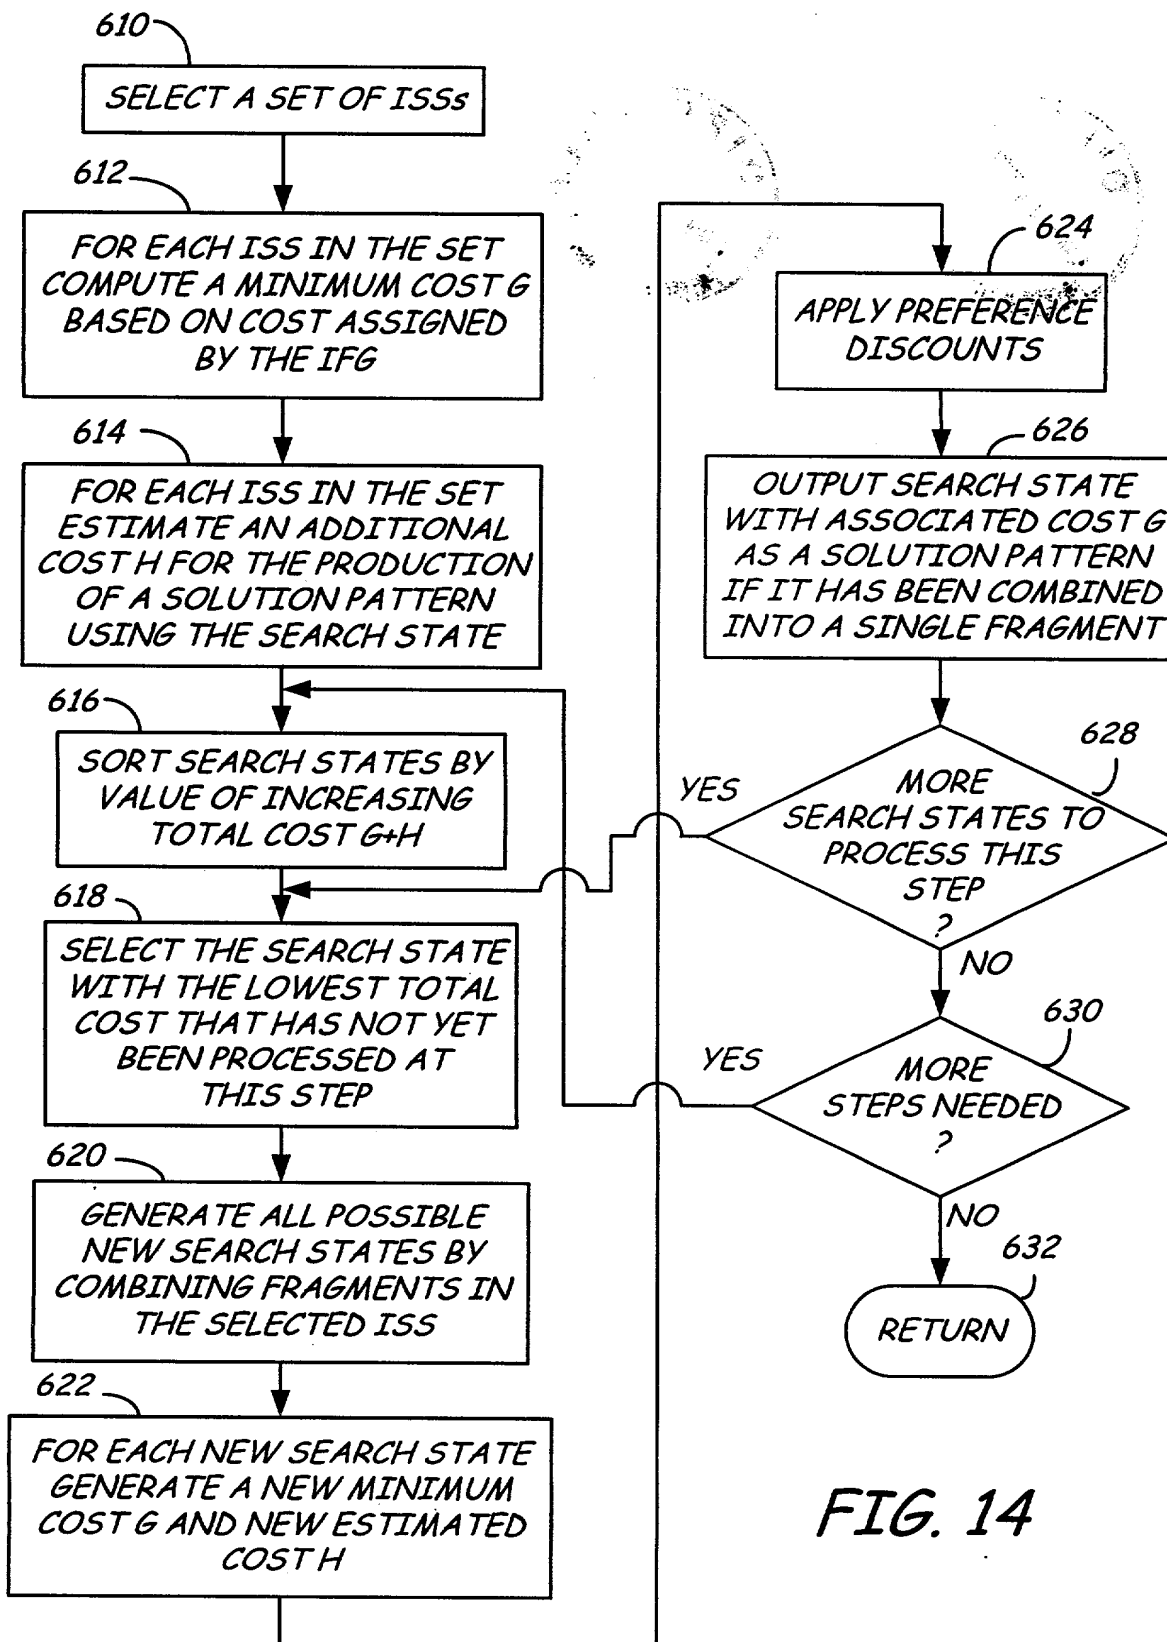 610
SELECT A SET OF ISSs
612
FOR EACH ISS IN THE SET
COMPUTE A MINIMUM COST G
BASED ON COST ASSIGNED
BY THE IFG
614
FOR EACH ISS IN THE SET
ESTIMATE AN ADDITIONAL
COST H FOR THE PRODUCTION
OF A SOLUTION PATTERN
USING THE SEARCH STATE
616
SORT SEARCH STATES BY
VALUE OF INCREASING
TOTAL COST G+H
618
SELECT THE SEARCH STATE
WITH THE LOWEST TOTAL
COST THAT HAS NOT YET
BEEN PROCESSED AT
THIS STEP
620
GENERATE ALL POSSIBLE
NEW SEARCH STATES BY
COMBINING FRAGMENTS IN
THE SELECTED ISS
622
FOR EACH NEW SEARCH STATE
GENERATE A NEW MINIMUM
COST G AND NEW ESTIMATED
COST H
624
APPLY PREFERENCE
DISCOUNTS
626
OUTPUT SEARCH STATE
WITH ASSOCIATED COST G
AS A SOLUTION PATTERN
IF IT HAS BEEN COMBINED
INTO A SINGLE FRAGMENT
628
YES
MORE
SEARCH STATES TO
PROCESS THIS
STEP
?
NO
630
YES
MORE
STEPS NEEDED
?
NO
632
RETURN
FIG. 14